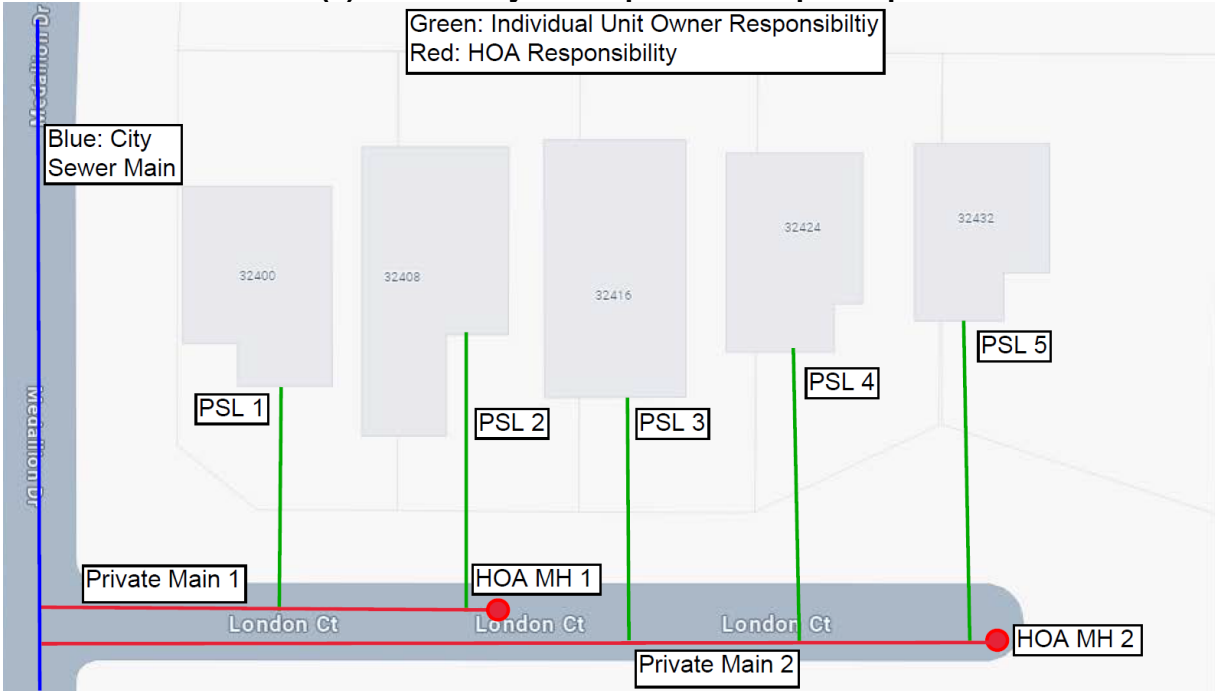 Green: Individual Unit Owner Responsibiltiy
Red: HOA Responsibility
Medallion Dr
Blue: City
Sewer Main
32432
32424
32400
32408
32416
PSL 5
PSL 4
PSL 1
PSL 2
PSL 3
Medallion Dr
Private Main 1
HOA MH 1
London Ct
London Ct
London Ct
HOA MH 2
Private Main 2